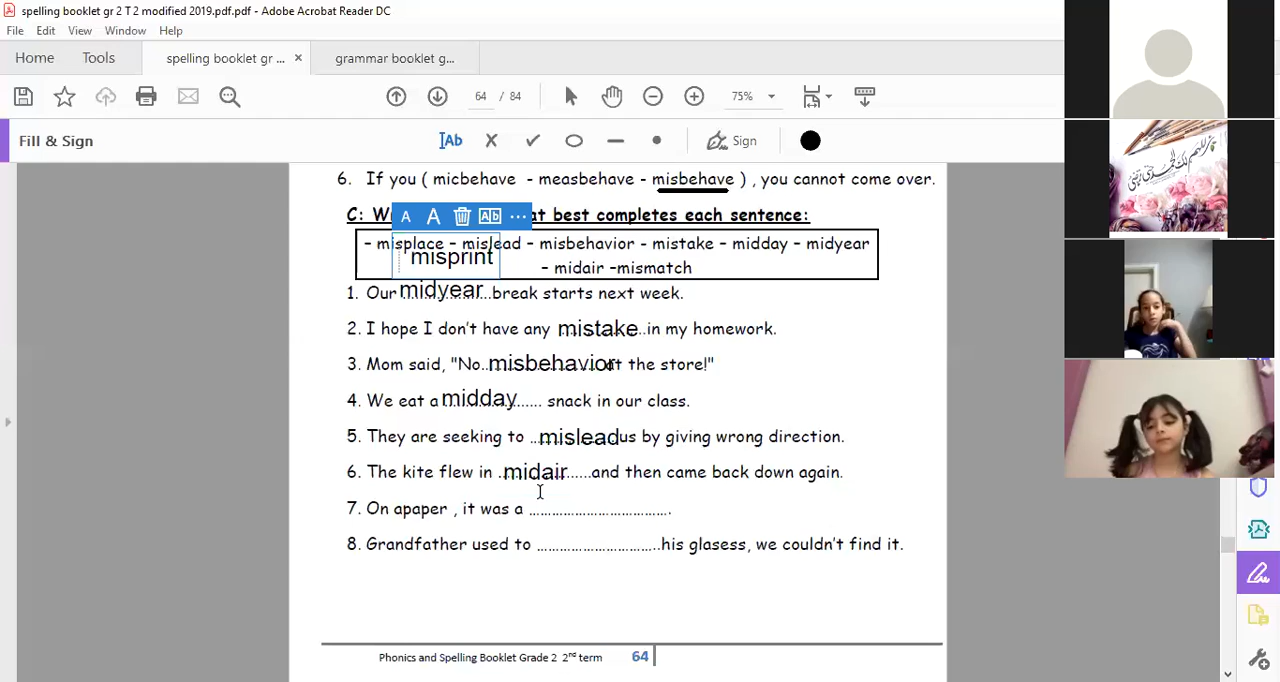 spelling booklet gr 2 T 2 modified 2019.pdf.pdf - Adobe Acrobat Reader DC
File Edit View Window Help
Home Tools spelling booklet gr ... × grammar booklet g...
64 / 84 75%
Fill & Sign Ab Sign
6. If you ( micbehave - measbehave - misbehave ) , you cannot come over.
C: W at best completes each sentence:
A A Ab ...
- misplace - mislead - misbehavior - mistake - midday - midyear
misprint
- midair -mismatch
1. Our midyear break starts next week.
2. I hope I don't have any mistake in my homework.
3. Mom said, "No misbehavior at the store!"
4. We eat a midday snack in our class.
5. They are seeking to mislead us by giving wrong direction.
6. The kite flew in midair and then came back down again.
7. On apaper , it was a ……………………………….
8. Grandfather used to …………………………..his glasess, we couldn't find it.
Phonics and Spelling Booklet Grade 2 2nd term 64